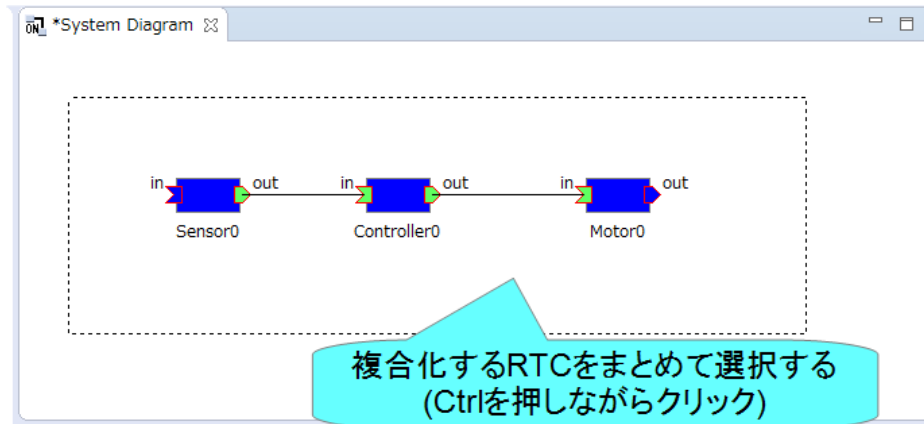 ON *System Diagram
in out in out in out
Sensor0 Controller0 Motor0
複合化するRTCをまとめて選択する
(Ctrlを押しながらクリック)